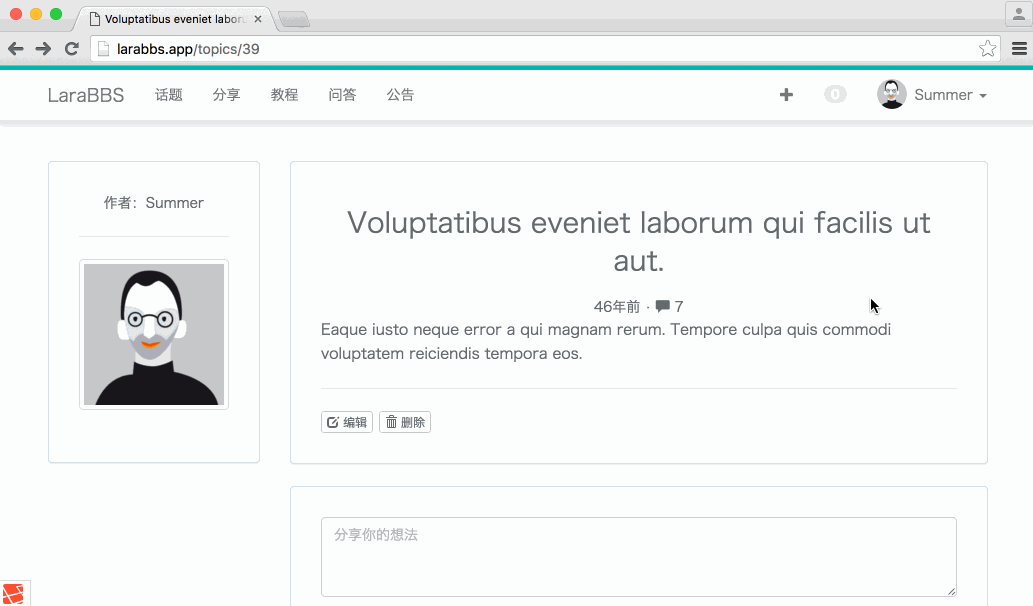 Voluptatibus eveniet laboru
larabbs.app/topics/39
LaraBBS 话题 分享 教程 问答 公告 0 Summer
作者：Summer
Voluptatibus eveniet laborum qui facilis ut
aut.
46年前 · 7
Eaque iusto neque error a qui magnam rerum. Tempore culpa quis commodi
voluptatem reiciendis tempora eos.
编辑 删除
分享你的想法